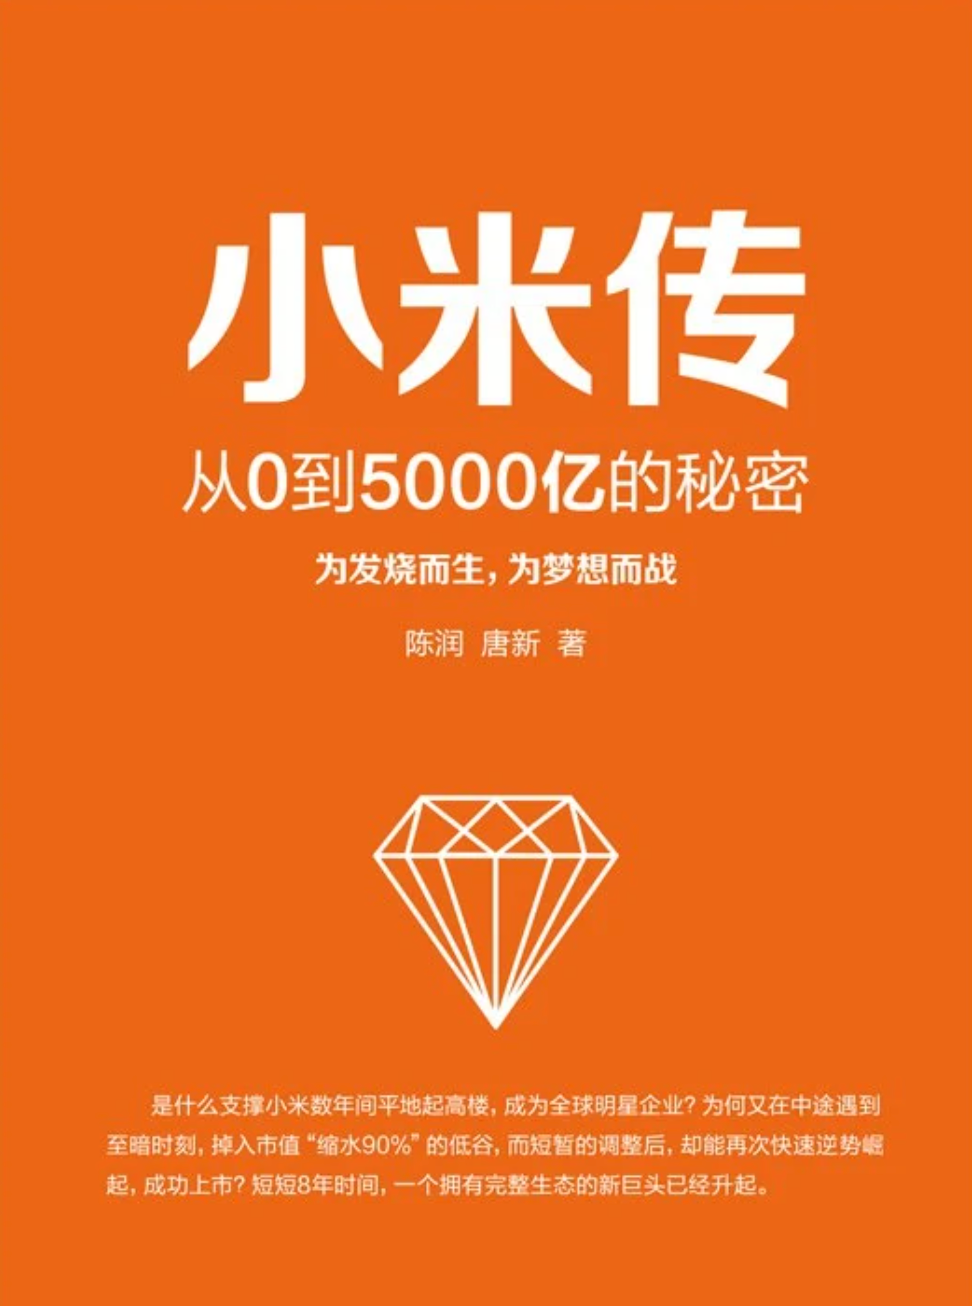 小米传
从0到5000亿的秘密
为发烧而生，为梦想而战
陈润 唐新 著
是什么支撑小米数年间平地起高楼，成为全球明星企业？为何又在中途遇到
至暗时刻，掉入市值“缩水90%”的低谷，而短暂的调整后，却能再次快速逆势崛
起，成功上市？短短8年时间，一个拥有完整生态的新巨头已经升起。